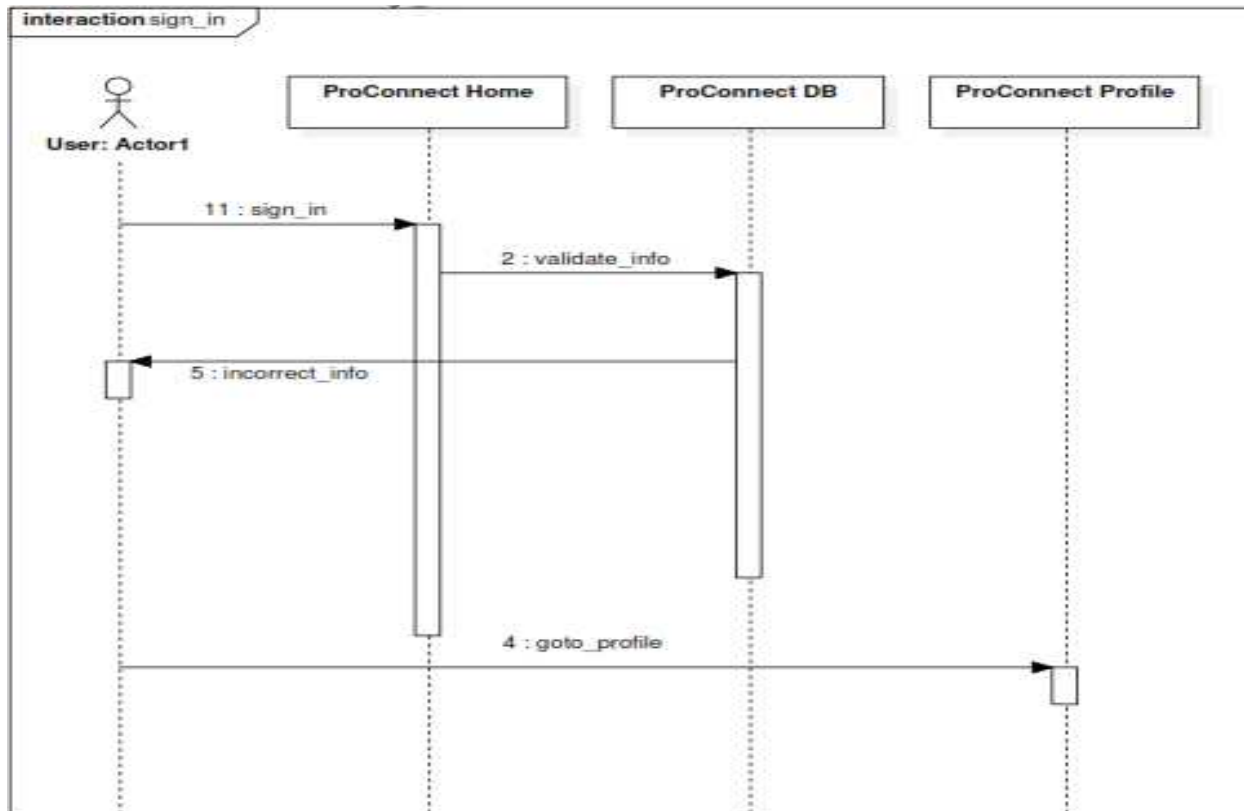 interaction sign_in
ProConnect Home
ProConnect DB
ProConnect Profile
User: Actor1
11 : sign_in
2 : validate_info
5 : incorrect_info
4 : goto_profile